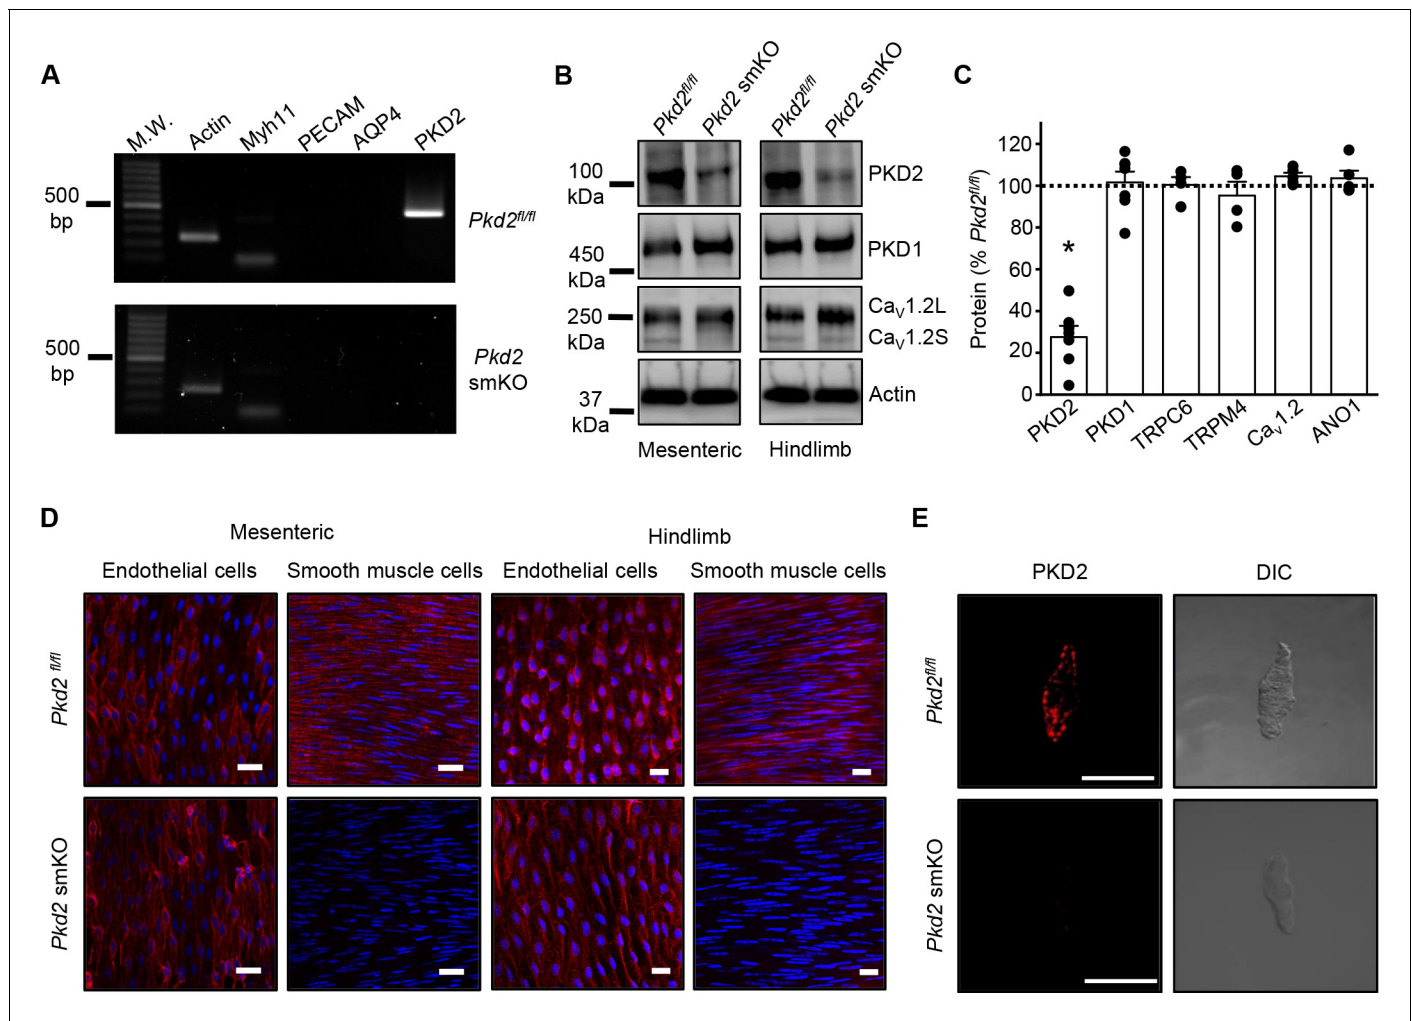 A
M.W. Actin Myh11 PECAM AQP4 PKD2
500
bp
Pkd2fl/fl
500
bp
Pkd2
smKO
B
Pkd2fl/fl Pkd2 smKO Pkd2fl/fl Pkd2 smKO
100
kDa
PKD2
450
kDa
PKD1
250
kDa
CaV1.2L
CaV1.2S
37
kDa
Actin
Mesenteric Hindlimb
C
Protein (% Pkd2fl/fl)
120
100
80
60
40
20
0
*
PKD2 PKD1 TRPC6 TRPM4 Cav1.2 ANO1
D
Mesenteric Hindlimb
Endothelial cells Smooth muscle cells Endothelial cells Smooth muscle cells
Pkd2 fl/fl
Pkd2 smKO
E
PKD2 DIC
Pkd2fl/fl
Pkd2 smKO